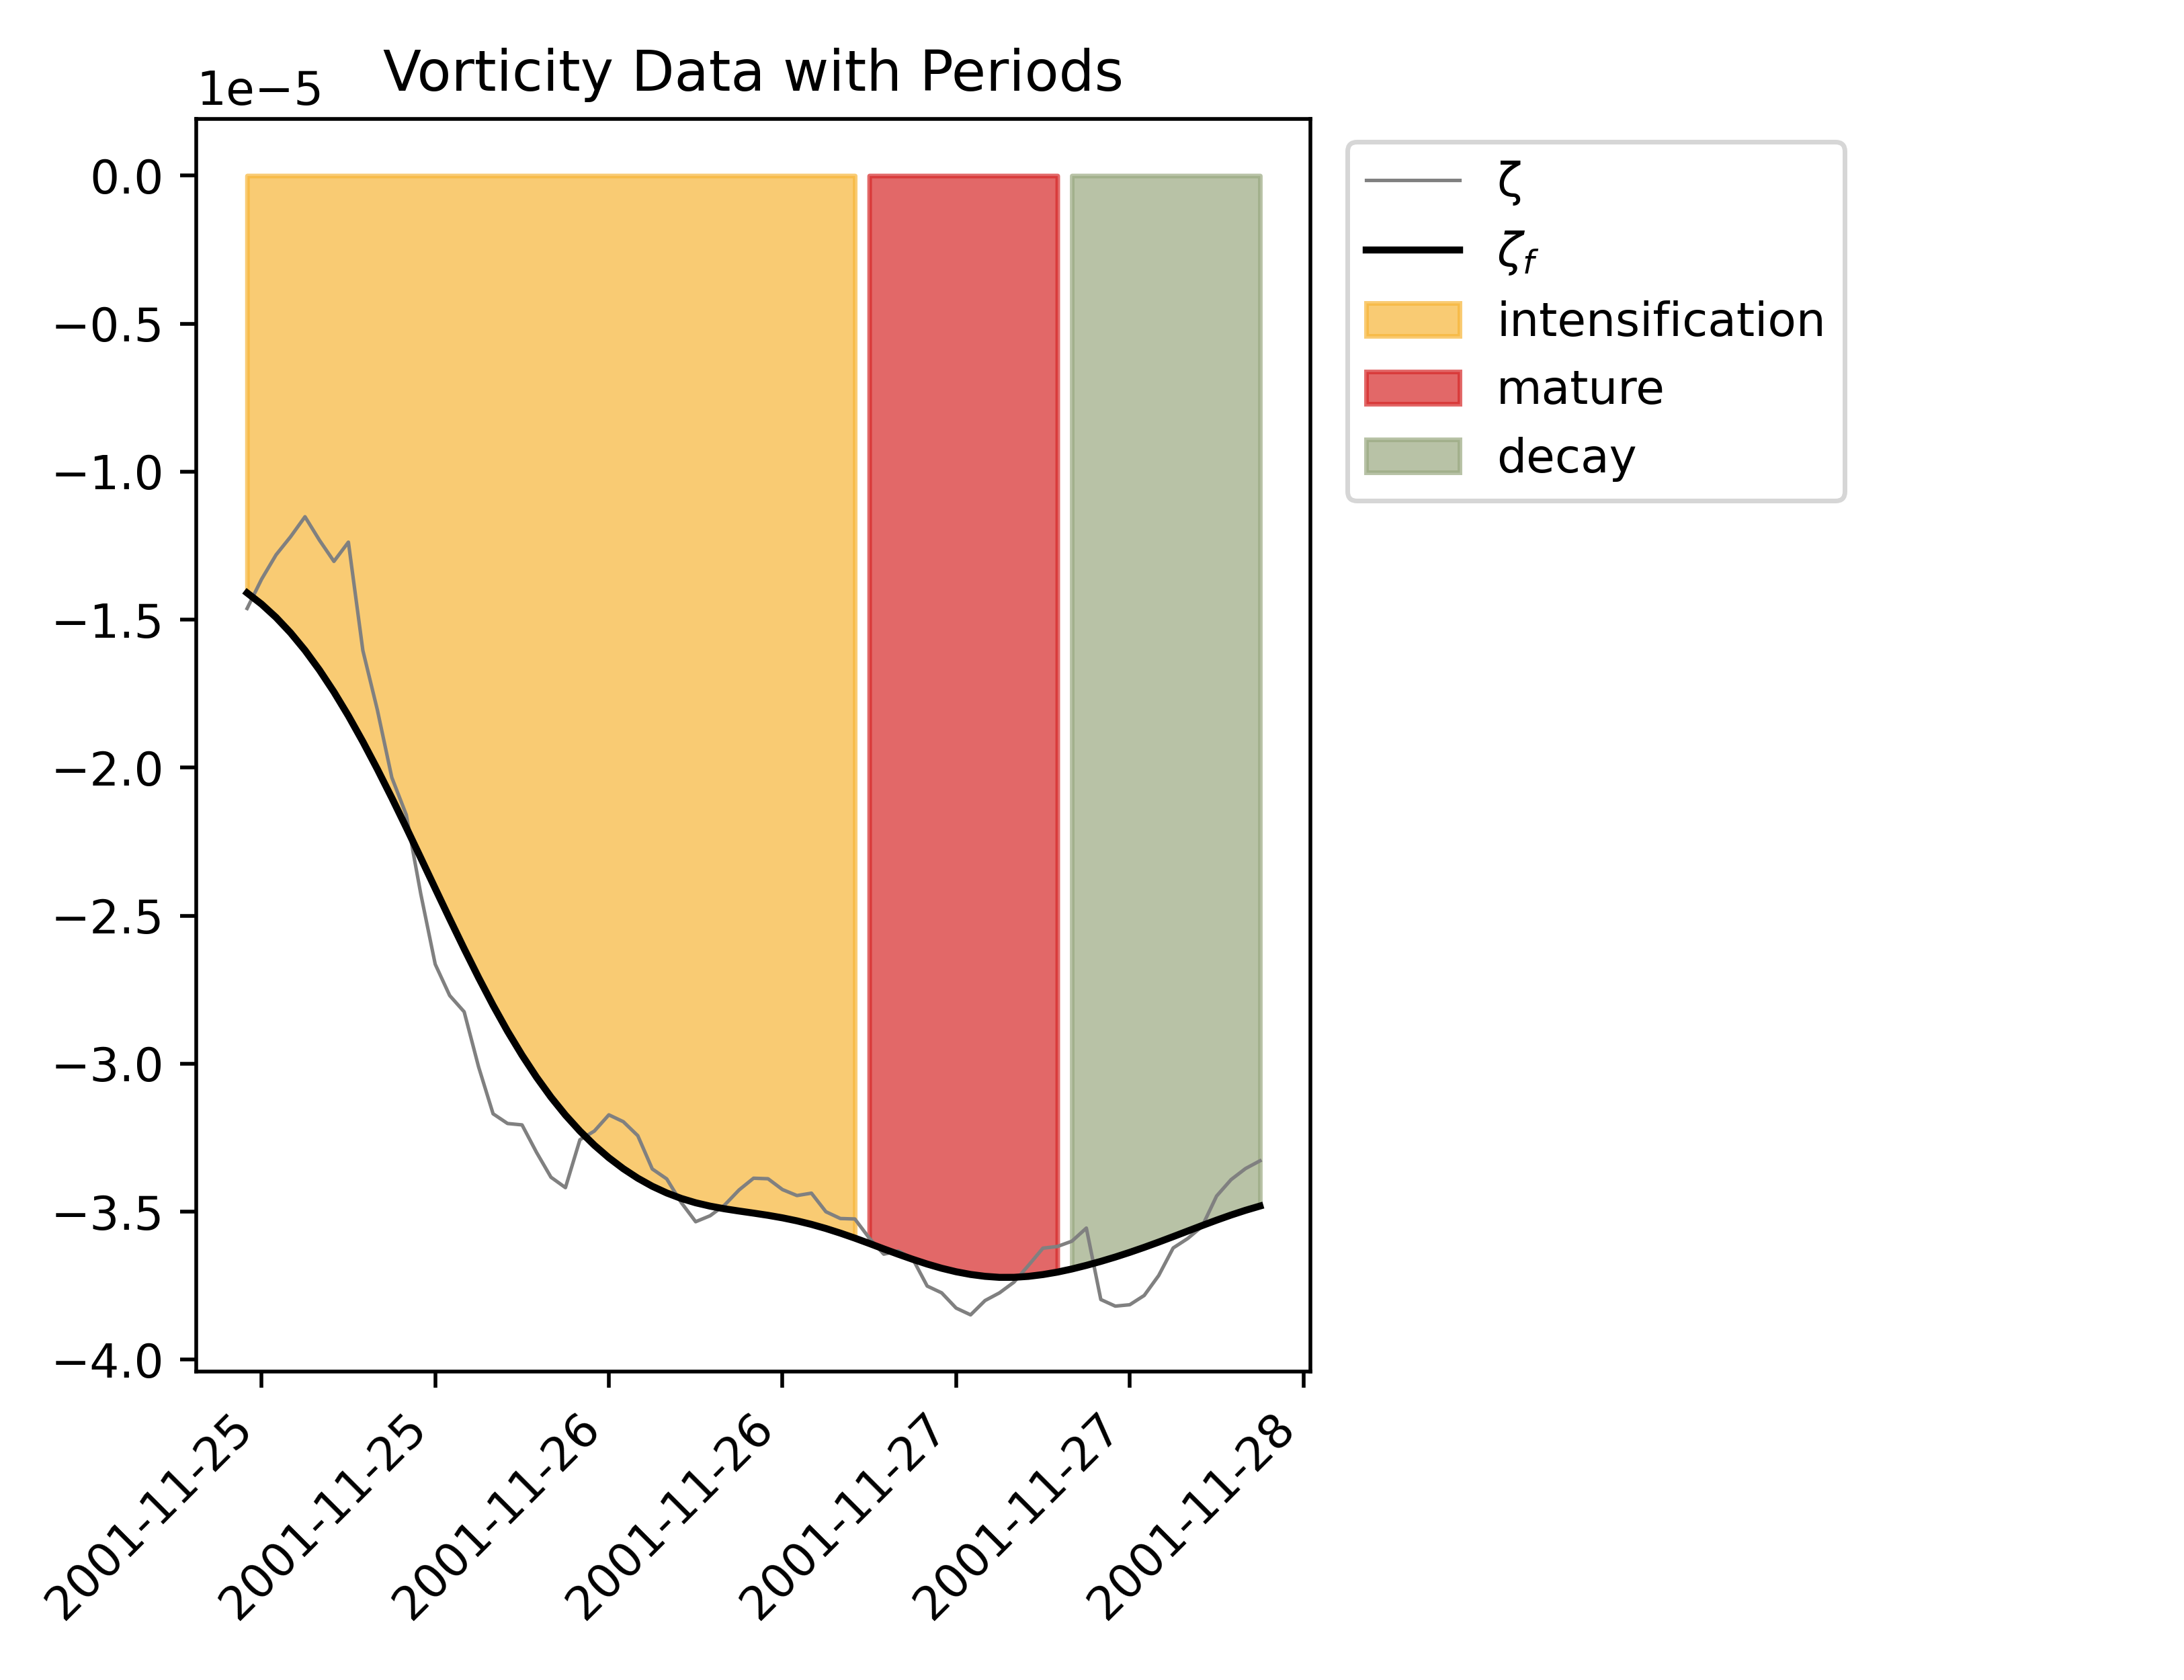 Vorticity Data with Periods
1e−5
0.0
−0.5
−1.0
−1.5
−2.0
−2.5
−3.0
−3.5
−4.0
2001-11-25
2001-11-25
2001-11-26
2001-11-26
2001-11-27
2001-11-27
2001-11-28
ζ
ζf
intensification
mature
decay